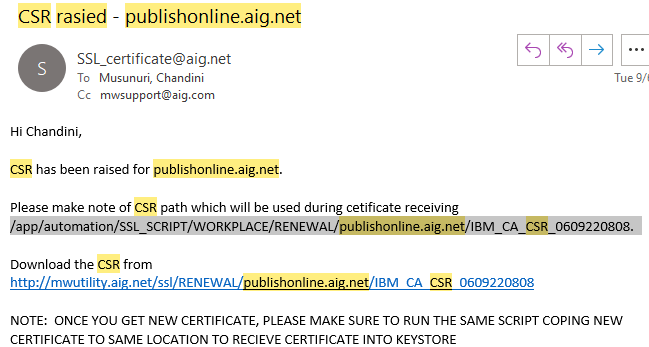 CSR rasied - publishonline.aig.net
S
SSL_certificate@aig.net
To Musunuri, Chandini
Cc mwsupport@aig.com
Tue 9/
Hi Chandini,
CSR has been raised for publishonline.aig.net.
Please make note of CSR path which will be used during cetificate receiving
/app/automation/SSL_SCRIPT/WORKPLACE/RENEWAL/publishonline.aig.net/IBM_CA_CSR_0609220808.
Download the CSR from
http://mwutility.aig.net/ssl/RENEWAL/publishonline.aig.net/IBM_CA_CSR_0609220808
NOTE: ONCE YOU GET NEW CERTIFICATE, PLEASE MAKE SURE TO RUN THE SAME SCRIPT COPING NEW
CERTIFICATE TO SAME LOCATION TO RECIEVE CERTIFICATE INTO KEYSTORE